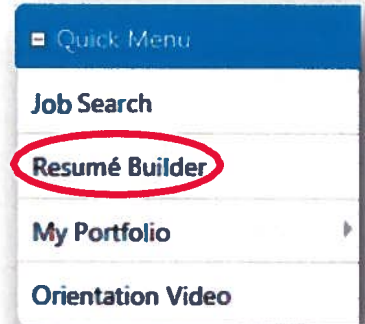 Quick Menu
Job Search
Resumé Builder
My Portfolio
Orientation Video